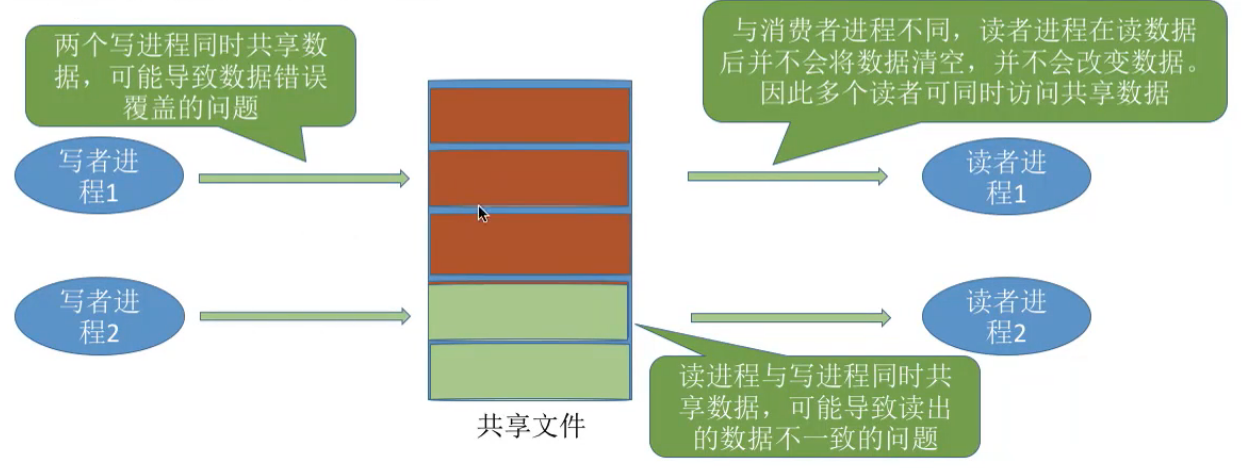 两个写进程同时共享数
据，可能导致数据错误
覆盖的问题
与消费者进程不同，读者进程在读数据
后并不会将数据清空，并不会改变数据。
因此多个读者可同时访问共享数据
写者进
程1
读者进
程1
写者进
程2
读者进
程2
读进程与写进程同时共
享数据，可能导致读出
的数据不一致的问题
共享文件